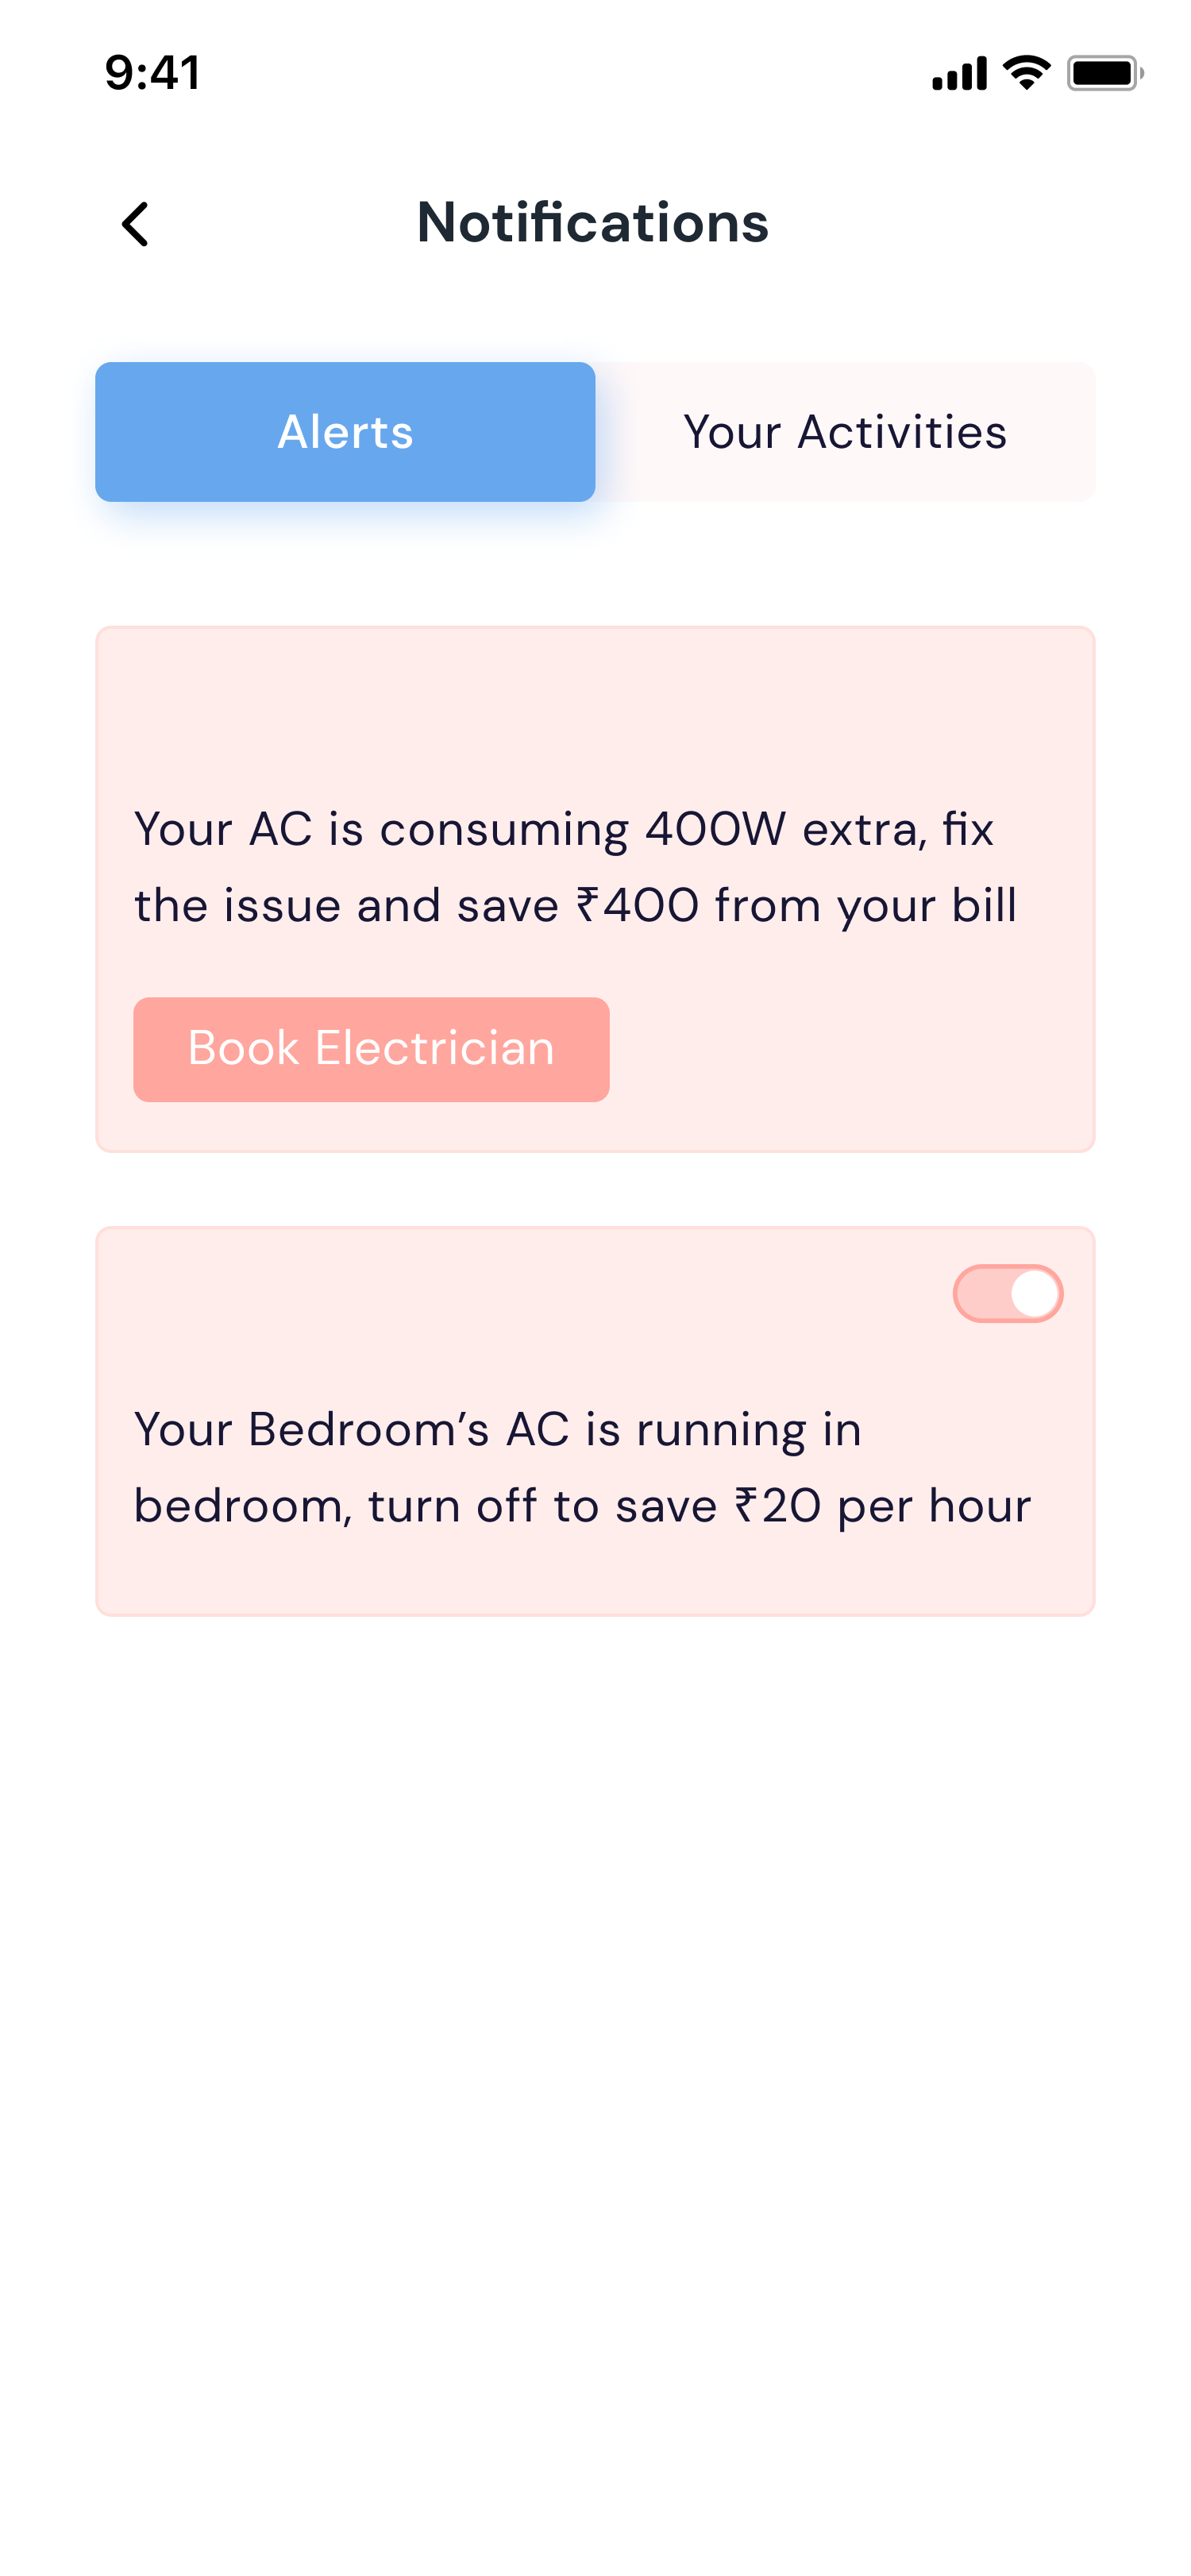 9:41
Notifications
Alerts
Your Activities
Your AC is consuming 400W extra, fix
the issue and save ₹400 from your bill
Book Electrician
Your Bedroom’s AC is running in
bedroom, turn off to save ₹20 per hour